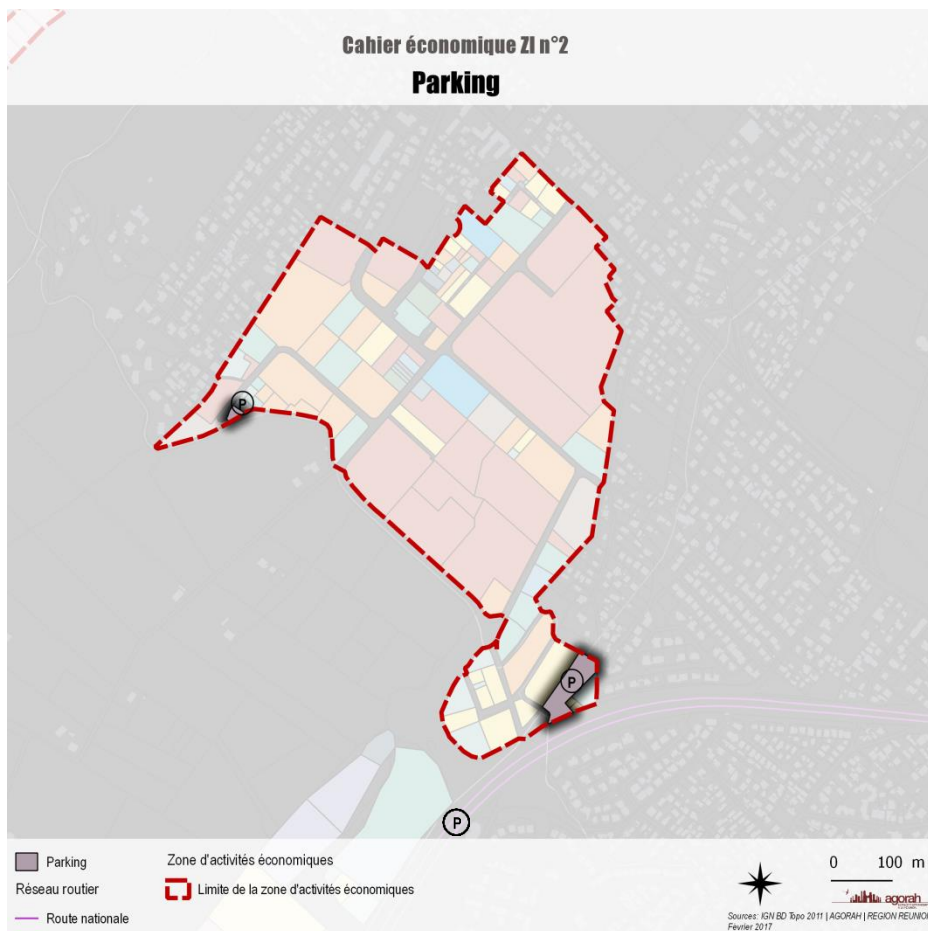 Cahier économique ZI n°2
Parking
P
P
P
Parking
Réseau routier
Route nationale
Zone d'activités économiques
Limite de la zone d'activités économiques
0 100 m
agorah
Sources: IGN BD Topo 2011 | AGORAH | REGION REUNION
Février 2017